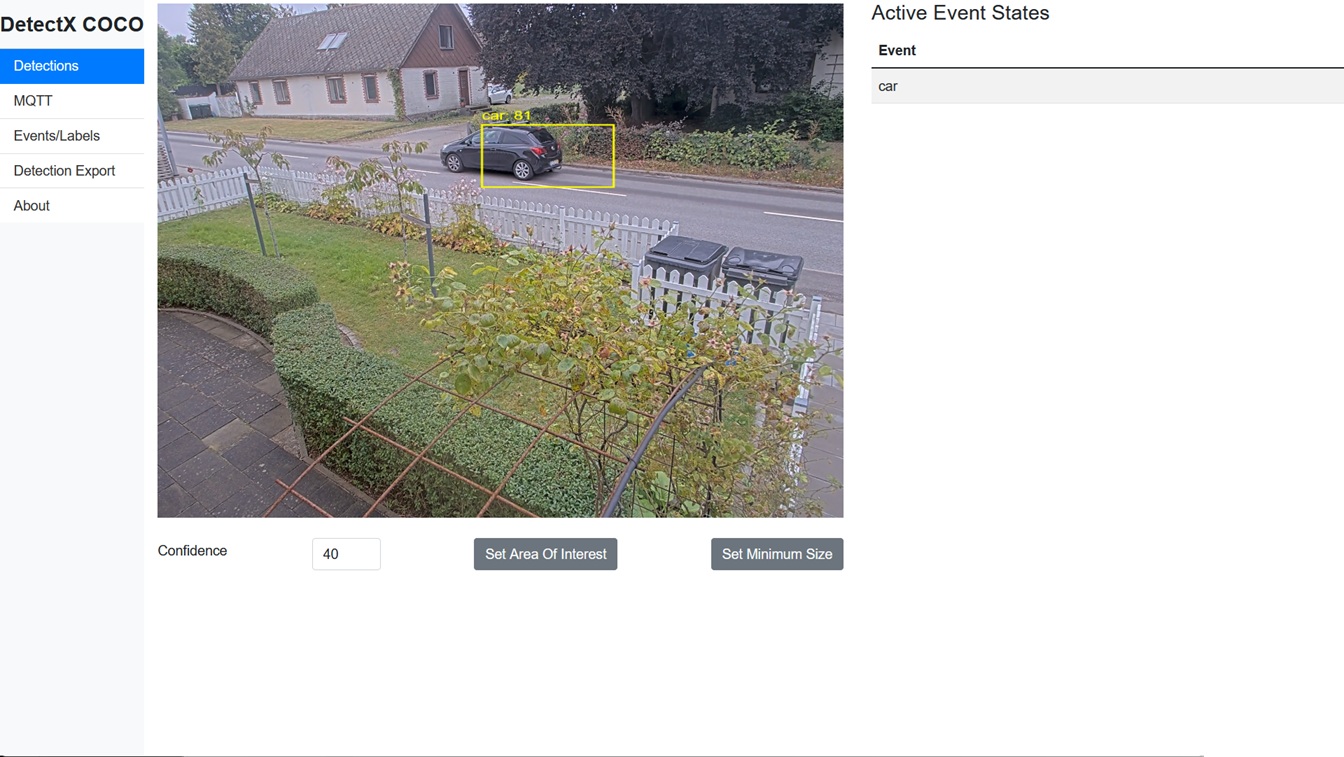 DetectX COCO
Detections
MQTT
Events/Labels
Detection Export
About
car: 81
Confidence
40
Set Area Of Interest
Set Minimum Size
Active Event States
Event
car